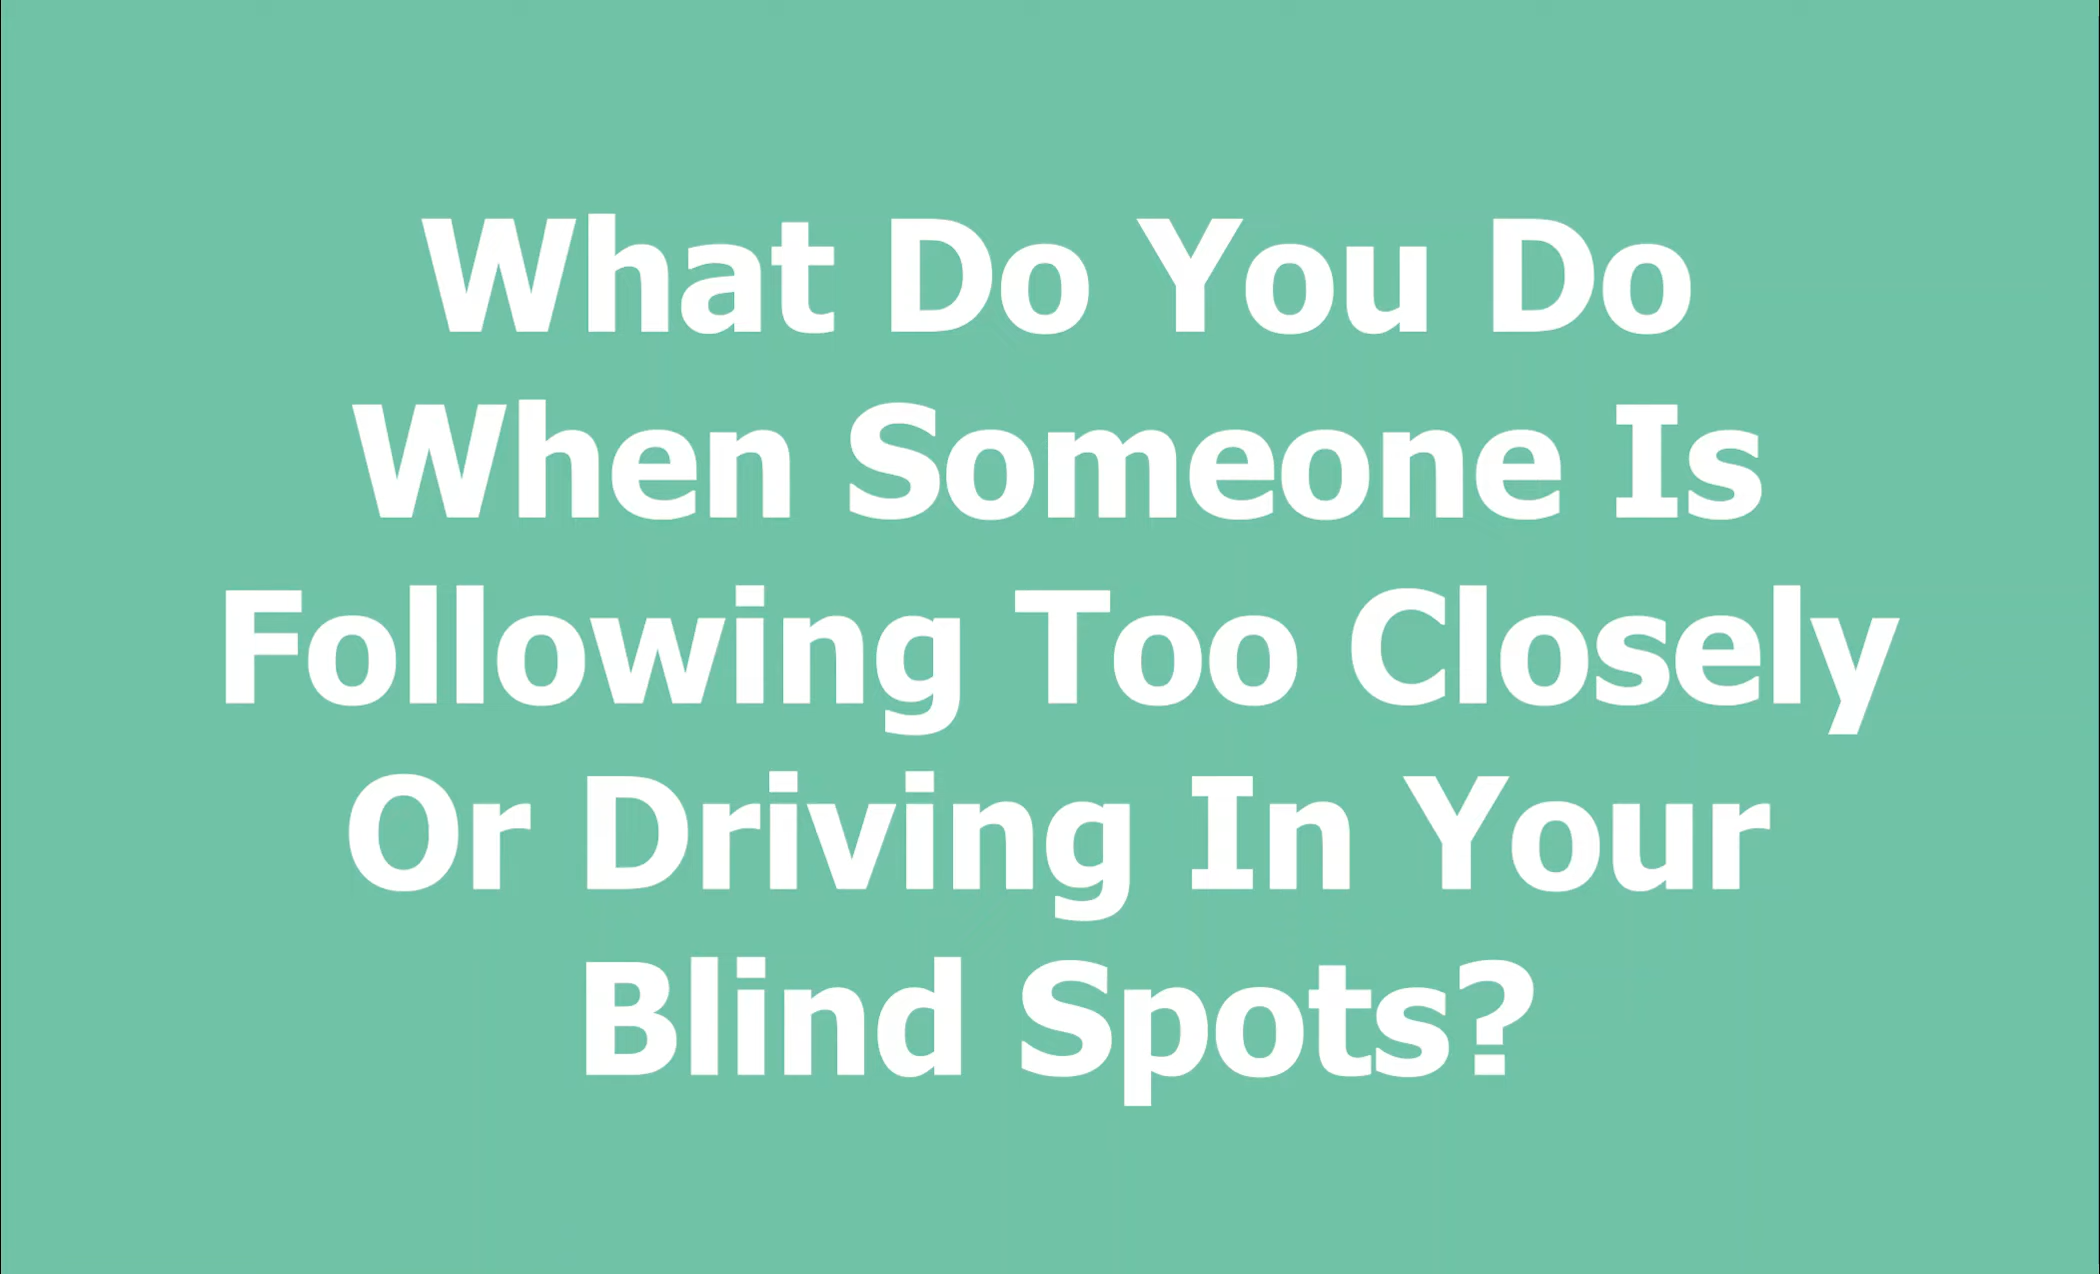 What Do You Do
When Someone Is
Following Too Closely
Or Driving In Your
Blind Spots?